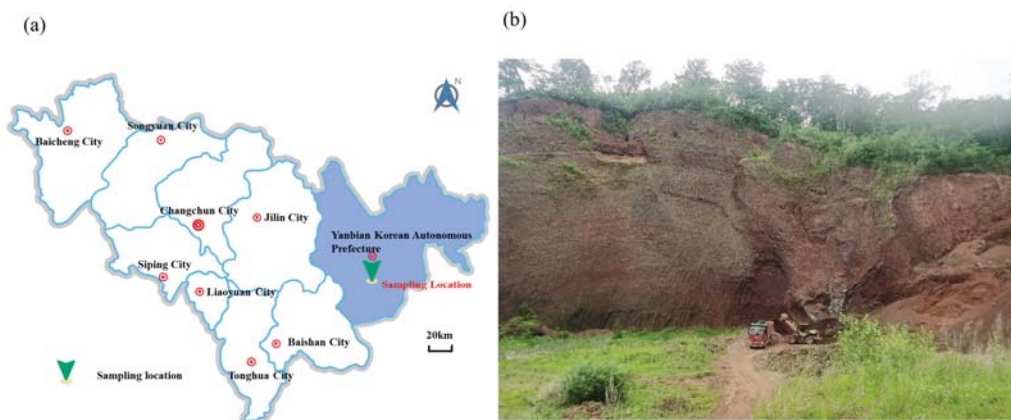 (a)
(b)
N
Songyuan City
Baicheng City
Changchun City
Jilin City
Yanbian Korean Autonomous
Prefecture
Siping City
Sampling Location
Liaoyuan City
20km
Baishan City
Tonghua City
Sampling location